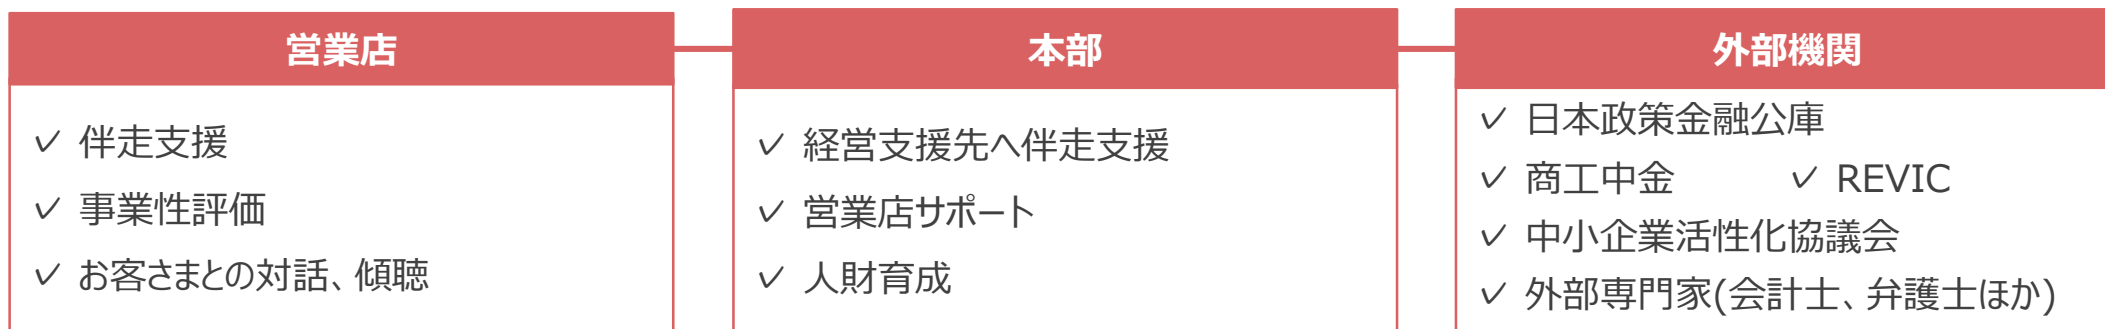 営業店
✓ 伴走支援
✓ 事業性評価
✓ お客さまとの対話、傾聴
本部
✓ 経営支援先へ伴走支援
✓ 営業店サポート
✓ 人財育成
外部機関
✓ 日本政策金融公庫
✓ 商工中金 ✓ REVIC
✓ 中小企業活性化協議会
✓ 外部専門家(会計士、弁護士ほか)